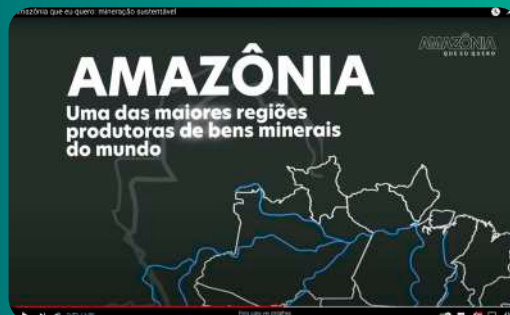 amazônia que eu quero: mineração sustentável
AMAZÔNIA
QUE EU QUERO
AMAZÔNIA
Uma das maiores regiões
produtoras de bens minerais
do mundo